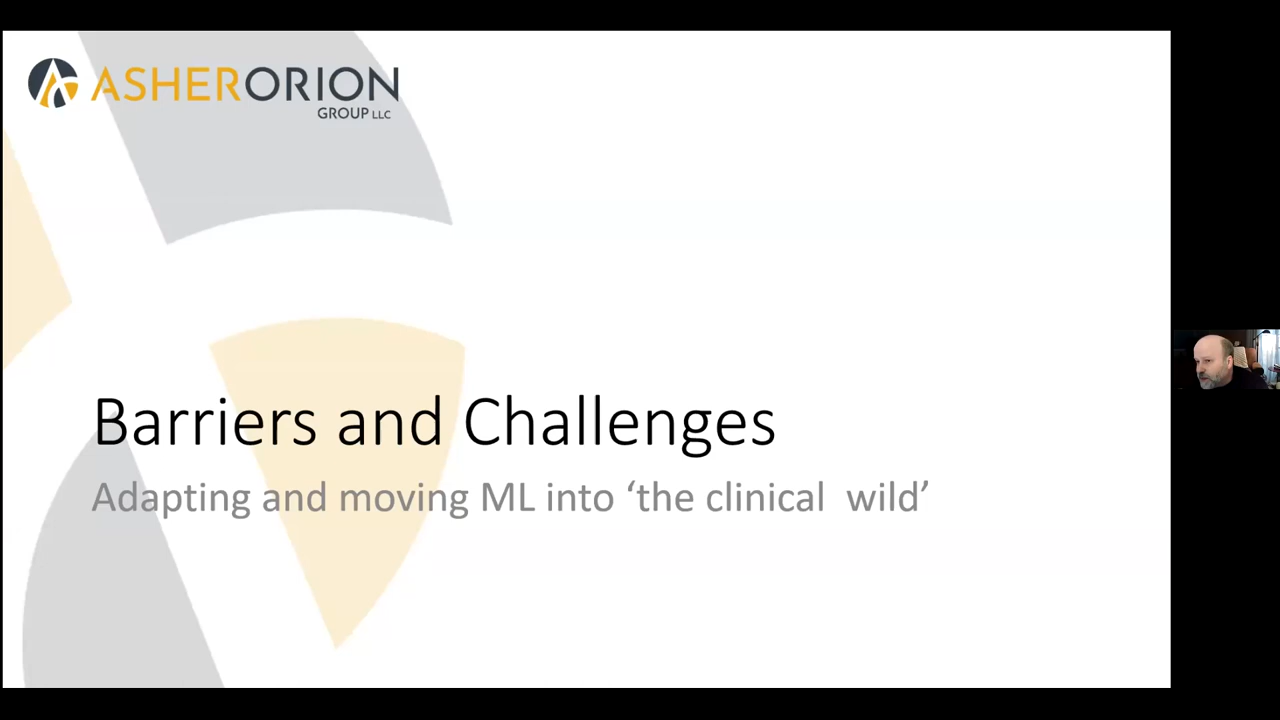 ASHERORION
GROUP LLC
Barriers and Challenges
Adapting and moving ML into ‘the clinical  wild’